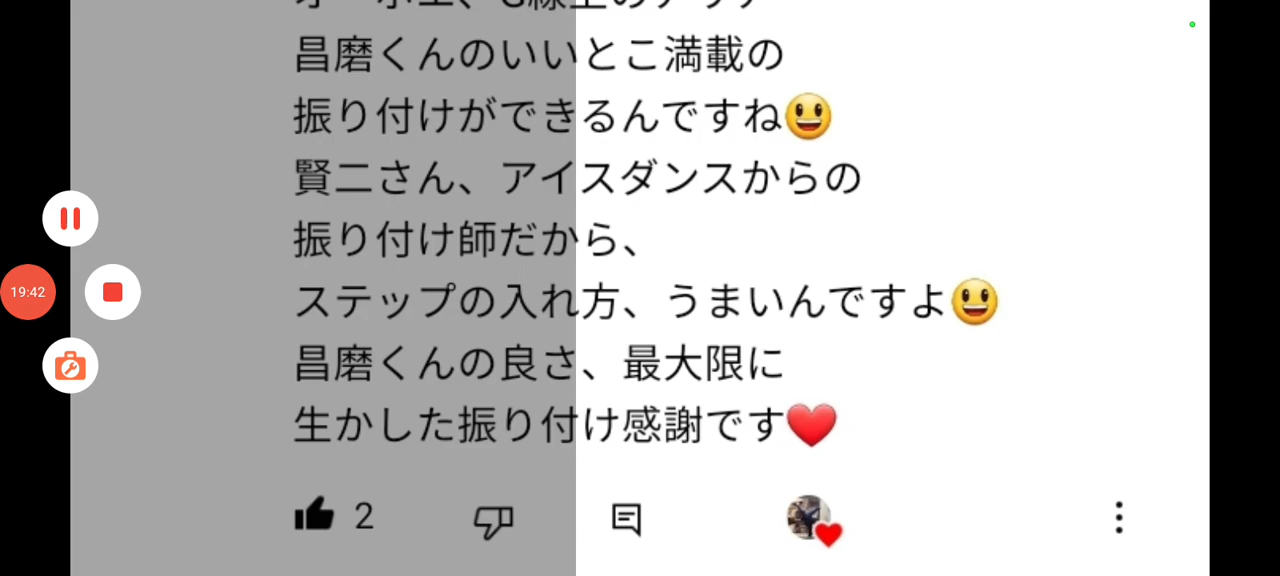 昌磨くんのいいとこ満載の
振り付けができるんですね😃
賢二さん、アイスダンスからの
振り付け師だから、
ステップの入れ方、うまいんですよ😃
昌磨くんの良さ、最大限に
生かした振り付け感謝です❤️
2
19:42